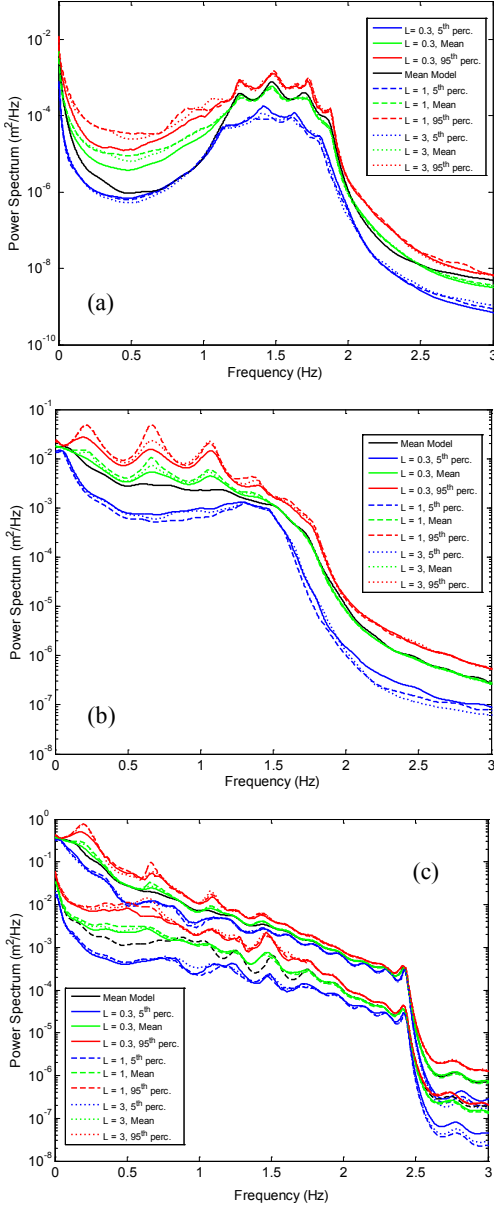 10^-2
10^-4
10^-6
10^-8
10^-10
Power Spectrum (m²/Hz)
L= 0.3, 5th perc.
L = 0.3, Mean
L = 0.3, 95th perc.
Mean Model
L = 1, 5th perc.
L = 1, Mean
L = 1, 95th perc.
L = 3, 5th perc.
L = 3, Mean
L = 3, 95th perc.
(a)
0 0.5 1 1.5 2 2.5 3
Frequency (Hz)
10^-1
10^-2
10^-3
10^-4
10^-5
10^-6
10^-7
10^-8
Power Spectrum (m²/Hz)
Mean Model
L = 0.3, 5th perc.
L = 0.3, Mean
L = 0.3, 95th perc.
L = 1, 5th perc.
L = 1, Mean
L = 1, 95th perc.
L = 3, 5th perc.
L = 3, Mean
L = 3, 95th perc.
(b)
0 0.5 1 1.5 2 2.5 3
Frequency (Hz)
10^0
10^-1
10^-2
10^-3
10^-4
10^-5
10^-6
10^-7
10^-8
Power Spectrum (m²/Hz)
(c)
Mean Model
L = 0.3, 5th perc.
L = 0.3, Mean
L = 0.3, 95th perc.
L = 1, 5th perc.
L = 1, Mean
L = 1, 95th perc.
L = 3, 5th perc.
L = 3, Mean
L = 3, 95th perc.
0 0.5 1 1.5 2 2.5 3
Frequency (Hz)